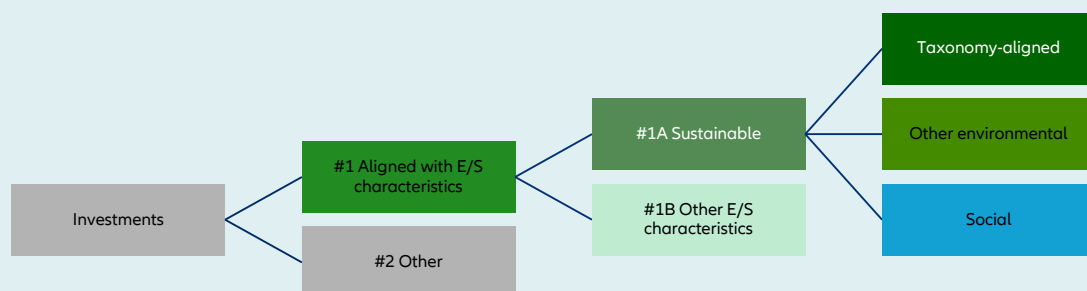 Investments
#1 Aligned with E/S
characteristics
#2 Other
#1A Sustainable
#1B Other E/S
characteristics
Taxonomy-aligned
Other environmental
Social